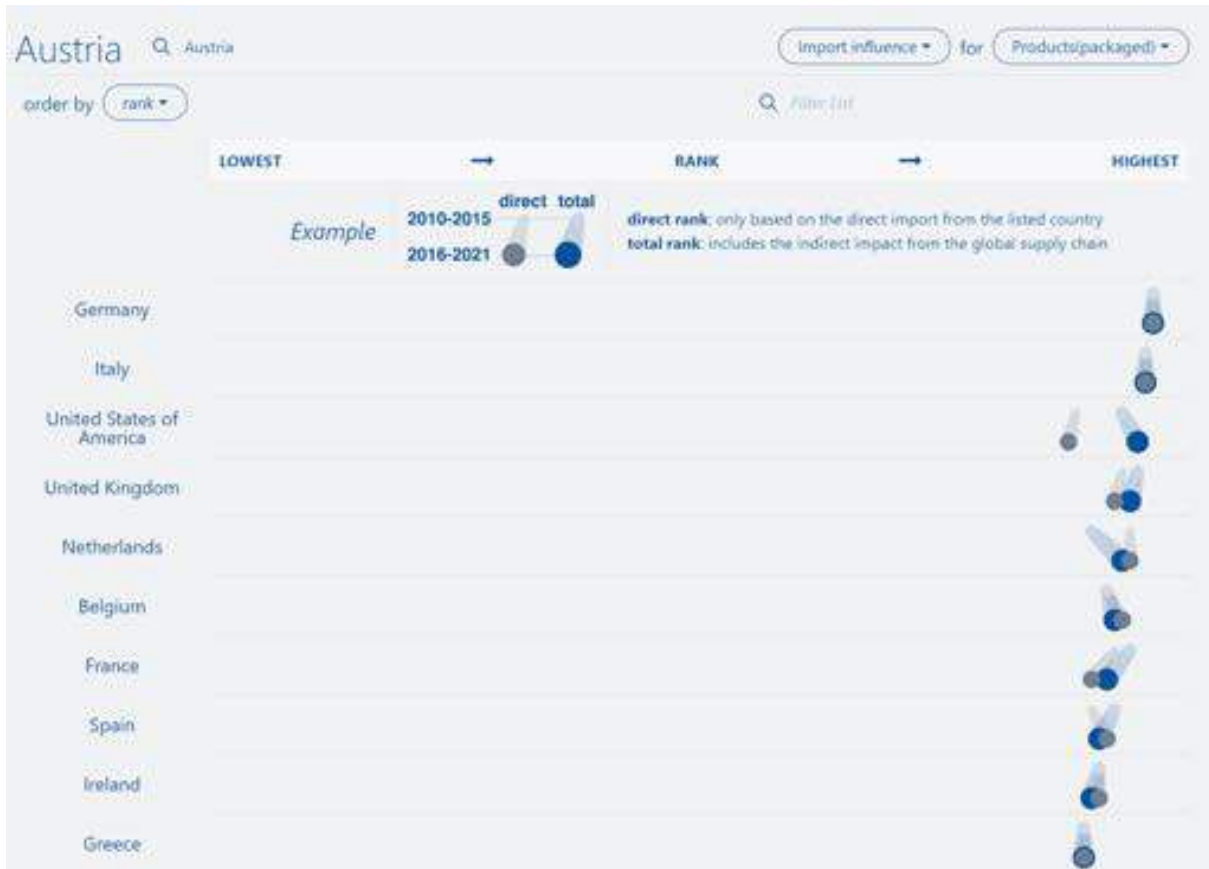 Austria
Austria
Import influence
for
Products(packaged)
order by
rank
Filter List
LOWEST
→
RANK
→
HIGHEST
direct total
2010-2015
Example
2016-2021
direct rank: only based on the direct import from the listed country
total rank: includes the indirect impact from the global supply chain
Germany
Italy
United States of
America
United Kingdom
Netherlands
Belgium
France
Spain
Ireland
Greece